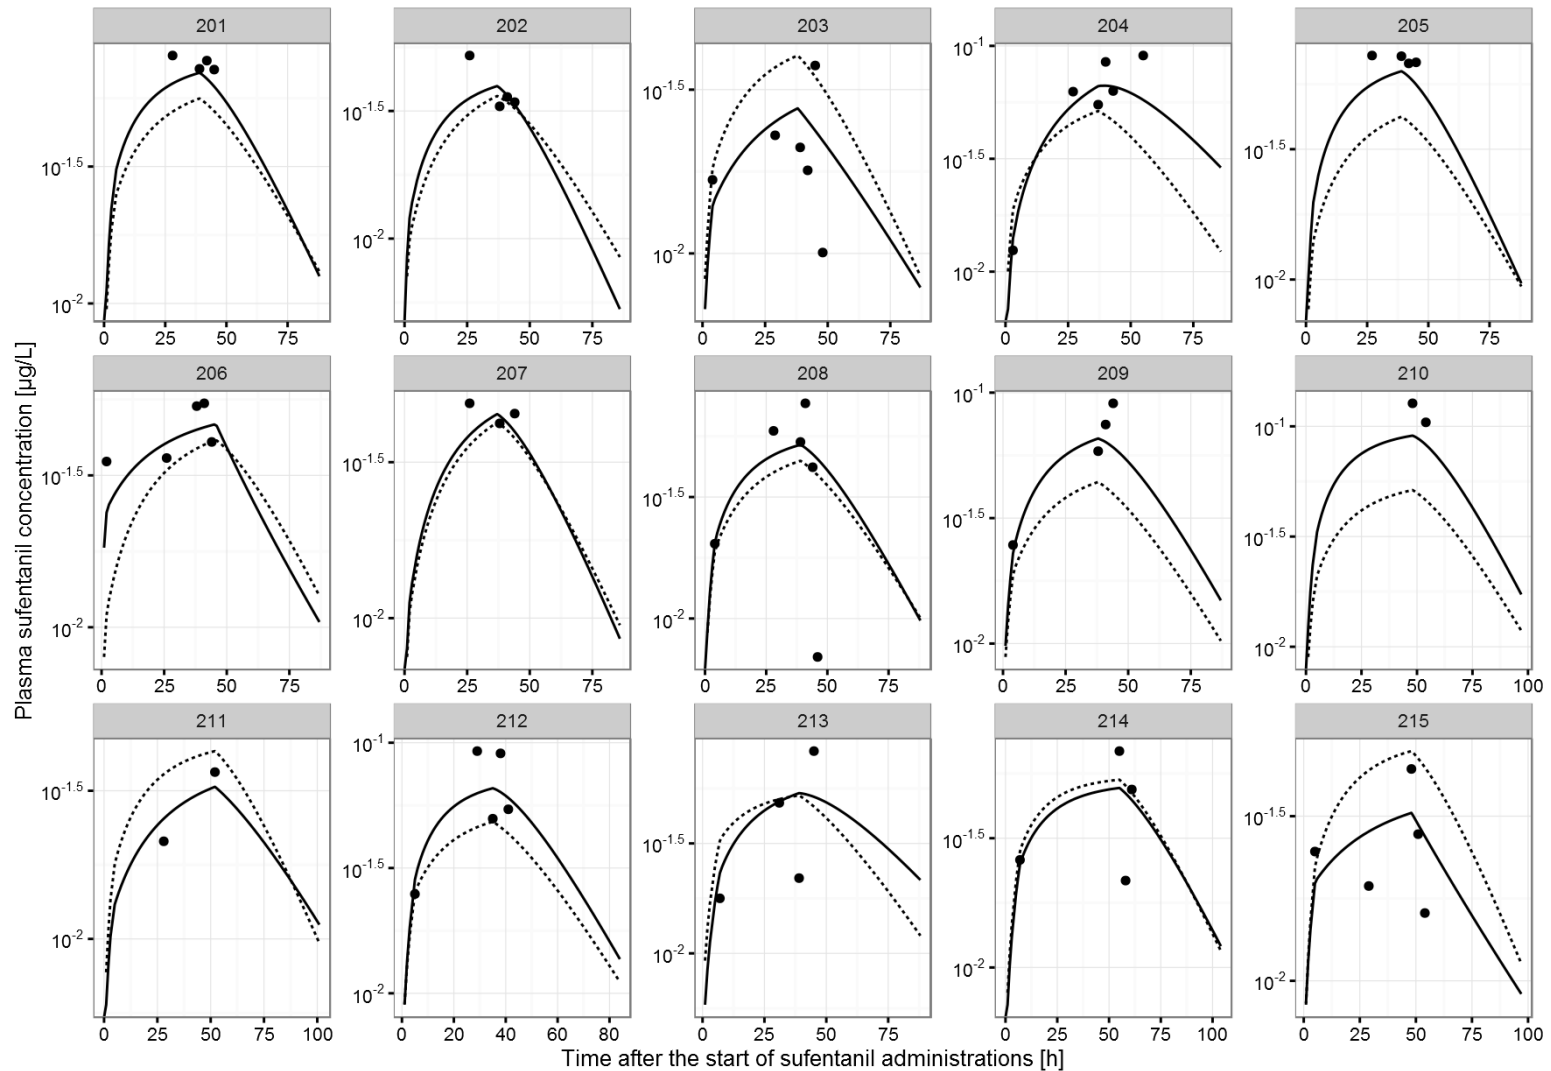 201 202 203 204 205
10^-1.5 10^-2
10^-1.5 10^-2
10^-1.5 10^-2
10^-1 10^-1.5 10^-2
10^-1.5 10^-2
0 25 50 75
0 25 50 75
0 25 50 75
0 25 50 75
0 25 50 75
Plasma sufentanil concentration [µg/L]
206 207 208 209 210
10^-1.5 10^-2
10^-1.5 10^-2
10^-1.5 10^-2
10^-1 10^-1.5 10^-2
10^-1 10^-1.5 10^-2
0 25 50 75
0 25 50 75
0 25 50 75
0 25 50 75
0 25 50 75 100
211 212 213 214 215
10^-1.5 10^-2
10^-1 10^-1.5 10^-2
10^-1.5 10^-2
10^-1.5 10^-2
10^-1.5 10^-2
0 25 50 75 100
0 20 40 60 80
0 25 50 75
0 25 50 75 100
0 25 50 75 100
Time after the start of sufentanil administrations [h]